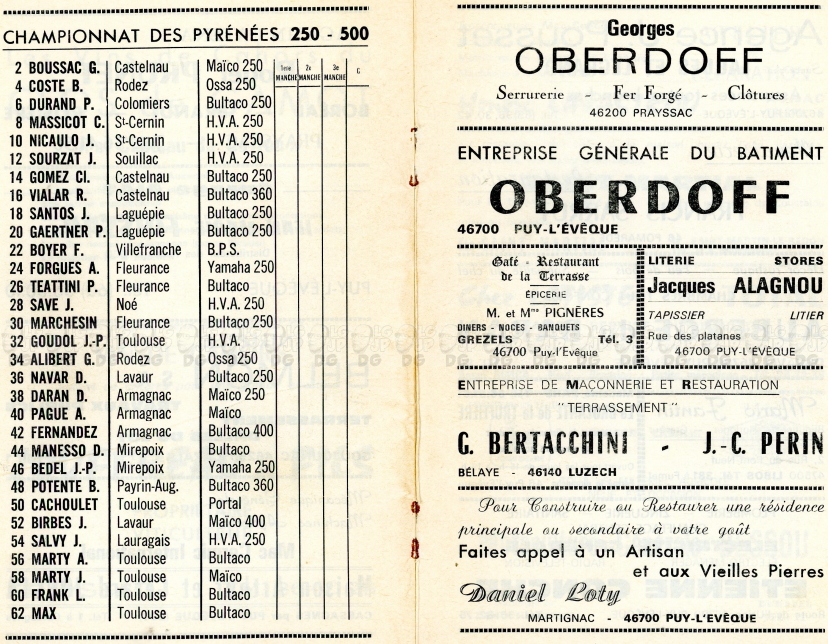 CHAMPIONNAT DES PYRÉNÉES 250 - 500
1ère MANCHE 2e MANCHE 3e MANCHE C
2 BOUSSAC G. Castelnau Maïco 250
4 COSTE B. Rodez Ossa 250
6 DURAND P. Colomiers Bultaco 250
8 MASSICOT C. St-Cernin H.V.A. 250
10 NICAULO J. St-Cernin H.V.A. 250
12 SOURZAT J. Souillac H.V.A. 250
14 GOMEZ Cl. Castelnau Bultaco 250
16 VIALAR R. Castelnau Bultaco 360
18 SANTOS J. Laguépie Bultaco 250
20 GAERTNER P. Laguépie Bultaco 250
22 BOYER F. Villefranche B.P.S.
24 FORGUES A. Fleurance Yamaha 250
26 TEATTINI P. Fleurance Bultaco
28 SAVE J. Noé H.V.A. 250
30 MARCHESIN Fleurance Bultaco 250
32 GOUDOL J.-P. Toulouse H.V.A.
34 ALIBERT G. Rodez Ossa 250
36 NAVAR D. Lavaur Bultaco 250
38 DARAN D. Armagnac Maïco 250
40 PAGUE A. Armagnac Maïco
42 FERNANDEZ Armagnac Bultaco 400
44 MANESSO D. Mirepoix Bultaco
46 BEDEL J.-P. Mirepoix Yamaha 250
48 POTENTE B. Payrin-Aug. Bultaco 360
50 CACHOULET Toulouse Portal
52 BIRBES J. Lavaur Maïco 400
54 SALVY J. Lauragais H.V.A. 250
56 MARTY A. Toulouse Bultaco
58 MARTY J. Toulouse Maïco
60 FRANK L. Toulouse Bultaco
62 MAX Toulouse Bultaco
Georges
OBERDOFF
Serrurerie - Fer Forgé - Clôtures
46200 PRAYSSAC
ENTREPRISE GÉNÉRALE DU BATIMENT
OBERDOFF
46700 PUY-L'ÉVÊQUE
Café - Restaurant
de la Terrasse
ÉPICERIE
M. et Mme PIGNÈRES
DINERS - NOCES - BANQUETS
GREZELS Tél. 3
46700 Puy-l'Evêque
LITERIE STORES
Jacques ALAGNOU
TAPISSIER LITIER
Rue des platanes
46700 PUY-L'ÉVÊQUE
ENTREPRISE DE MAÇONNERIE ET RESTAURATION
"TERRASSEMENT"
G. BERTACCHINI - J.-C. PERIN
BÉLAYE - 46140 LUZECH
Pour Construire ou Restaurer une résidence
principale ou secondaire à votre goût
Faites appel à un Artisan
et aux Vieilles Pierres
Daniel Loty
MARTIGNAC - 46700 PUY-L'EVÊQUE